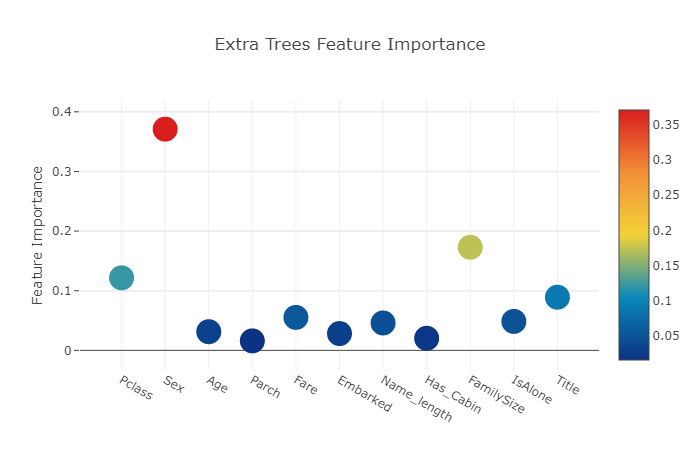 Extra Trees Feature Importance
Feature Importance
0.4
0.3
0.2
0.1
0
Pclass
Sex
Age
Parch
Fare
Embarked
Name_length
Has_Cabin
FamilySize
IsAlone
Title
0.35
0.3
0.25
0.2
0.15
0.1
0.05